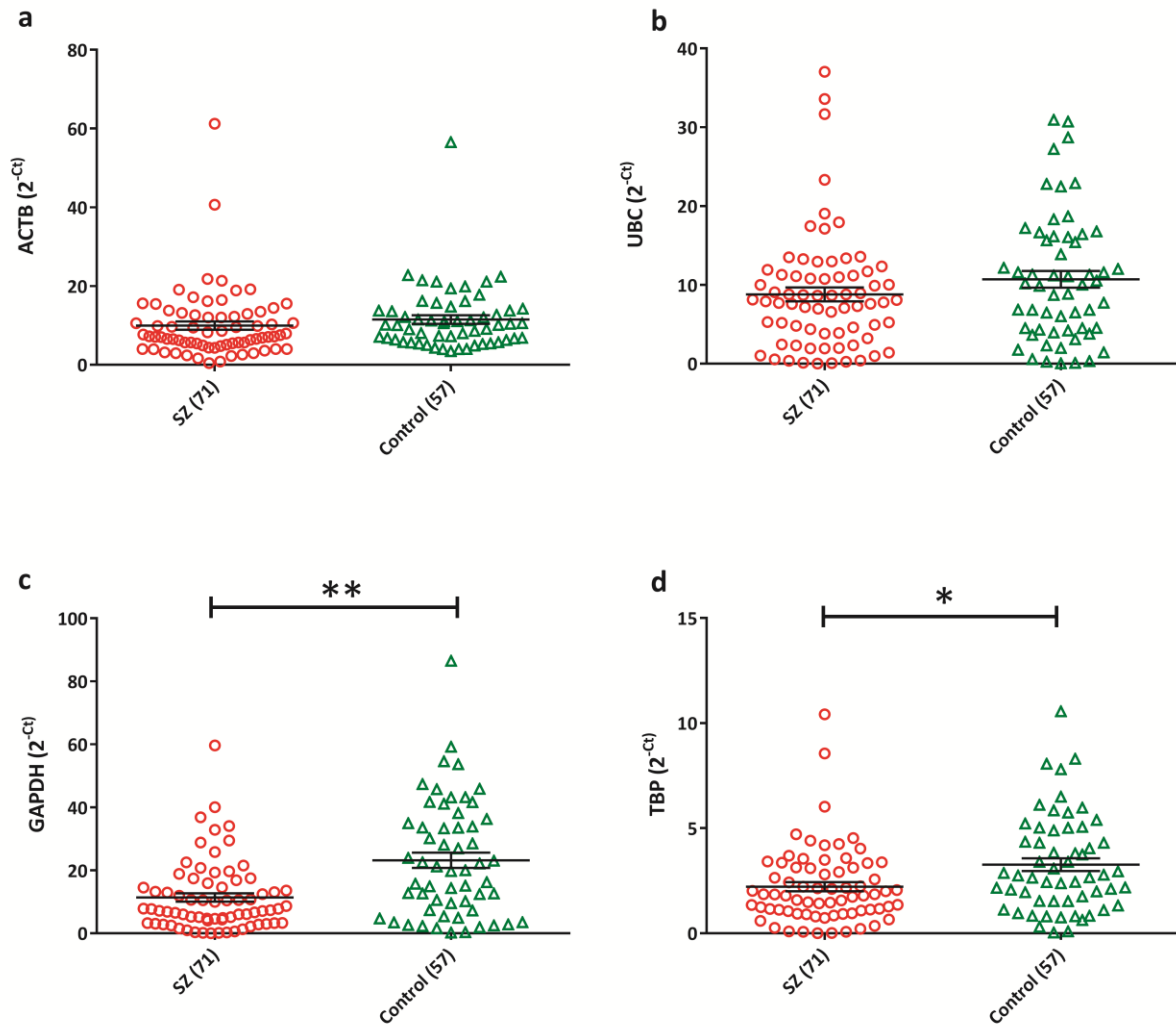 a
ACTB (2^-Ct)
80
60
40
20
0
SZ (71)
Control (57)
b
UBC (2^-Ct)
40
30
20
10
0
SZ (71)
Control (57)
c
**
GAPDH (2^-Ct)
100
80
60
40
20
0
SZ (71)
Control (57)
d
*
TBP (2^-Ct)
15
10
5
0
SZ (71)
Control (57)